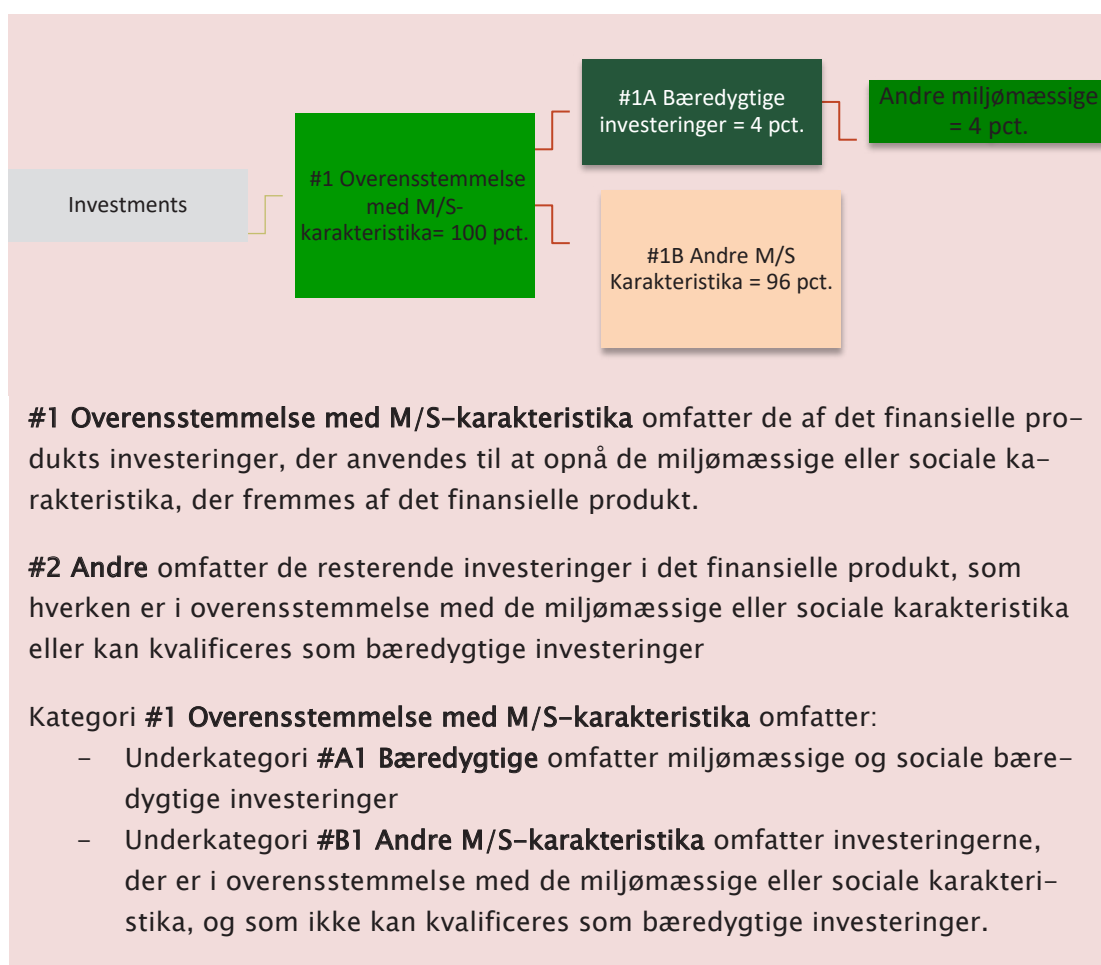 Investments
#1 Overensstemmelse
med M/S-
karakteristika= 100 pct.
#1A Bæredygtige
investeringer = 4 pct.
Andre miljømæssige
= 4 pct.
#1B Andre M/S
Karakteristika = 96 pct.
#1 Overensstemmelse med M/S-karakteristika omfatter de af det finansielle pro-
dukts investeringer, der anvendes til at opnå de miljømæssige eller sociale ka-
rakteristika, der fremmes af det finansielle produkt.
#2 Andre omfatter de resterende investeringer i det finansielle produkt, som
hverken er i overensstemmelse med de miljømæssige eller sociale karakteristika
eller kan kvalificeres som bæredygtige investeringer
Kategori #1 Overensstemmelse med M/S-karakteristika omfatter:
- Underkategori #A1 Bæredygtige omfatter miljømæssige og sociale bære-
dygtige investeringer
- Underkategori #B1 Andre M/S-karakteristika omfatter investeringerne,
der er i overensstemmelse med de miljømæssige eller sociale karakteri-
stika, og som ikke kan kvalificeres som bæredygtige investeringer.